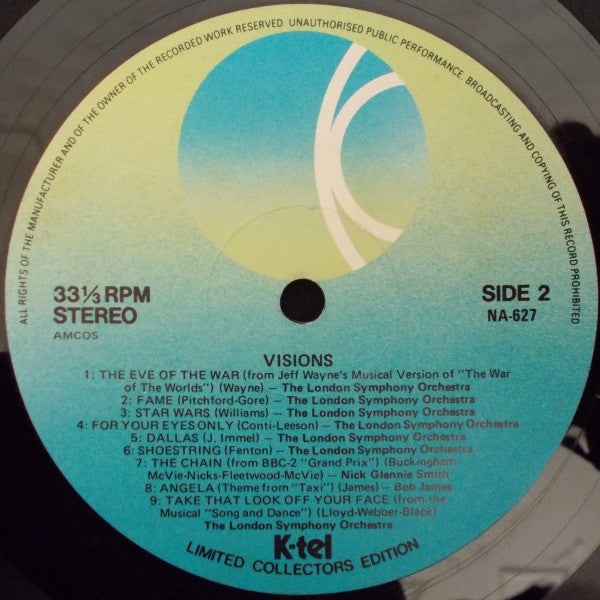 ALL RIGHTS OF THE MANUFACTURER AND OF THE OWNER OF THE RECORDED WORK RESERVED UNAUTHORISED PUBLIC PERFORMANCE, BROADCASTING AND COPYING OF THIS RECORD PROHIBITED
33⅓ RPM
STEREO
AMCOS
SIDE 2
NA-627
VISIONS
1: THE EVE OF THE WAR (from Jeff Wayne's Musical Version of "The War
of The Worlds") (Wayne) – The London Symphony Orchestra
2: FAME (Pitchford-Gore) – The London Symphony Orchestra
3: STAR WARS (Williams) – The London Symphony Orchestra
4: FOR YOUR EYES ONLY (Conti-Leeson) – The London Symphony Orchestra
5: DALLAS (J. Immel) – The London Symphony Orchestra
6: SHOESTRING (Fenton) – The London Symphony Orchestra
7: THE CHAIN (from BBC-2 "Grand Prix") (Buckingham-
McVie-Nicks-Fleetwood-McVie) – Nick Glennie Smith
8: ANGELA (Theme from "Taxi") (James) – Bob James
9: TAKE THAT LOOK OFF YOUR FACE (from the
Musical "Song and Dance") (Lloyd-Webber-Black)
The London Symphony Orchestra
K-tel
LIMITED COLLECTORS EDITION